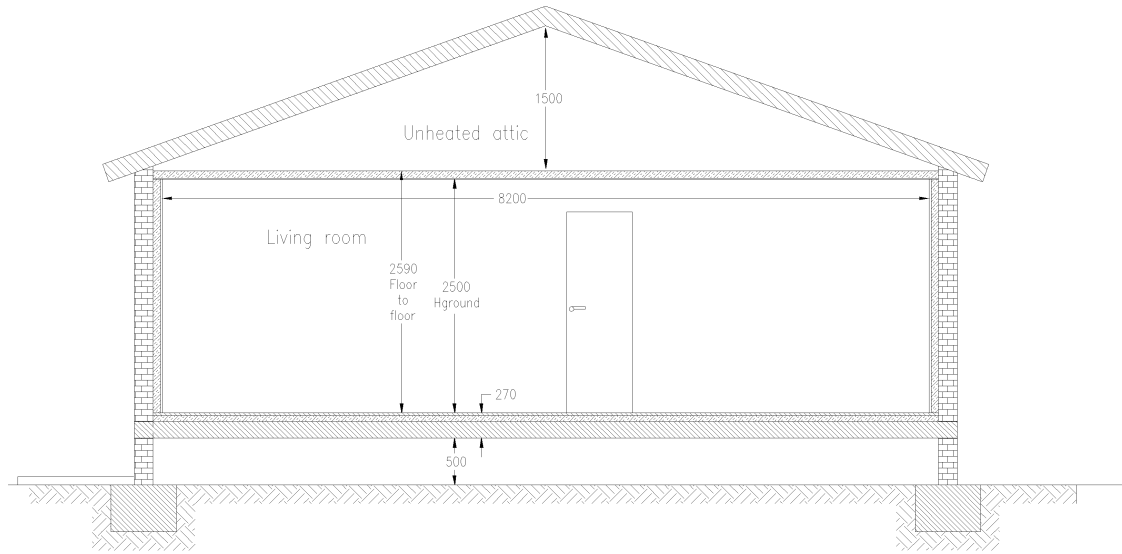 1500
Unheated attic
8200
Living room
2590
Floor
to
floor
2500
Hground
270
500